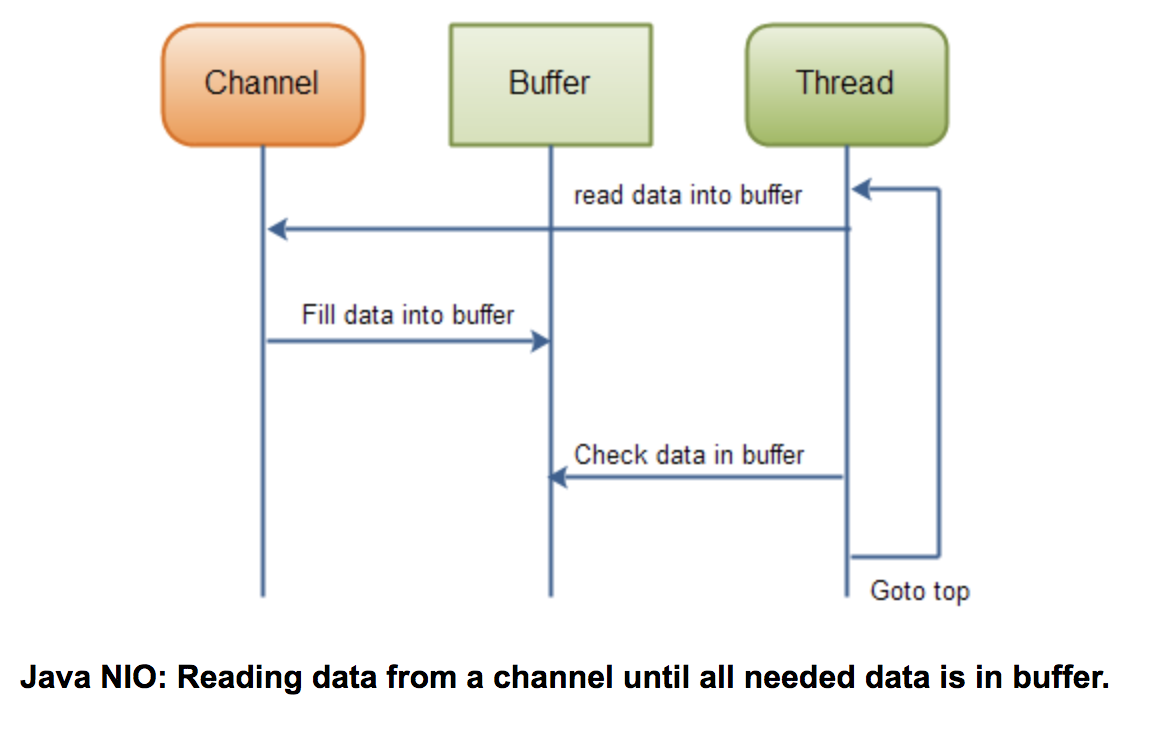 Channel
Buffer
Thread
read data into buffer
Fill data into buffer
Check data in buffer
Goto top
Java NIO: Reading data from a channel until all needed data is in buffer.